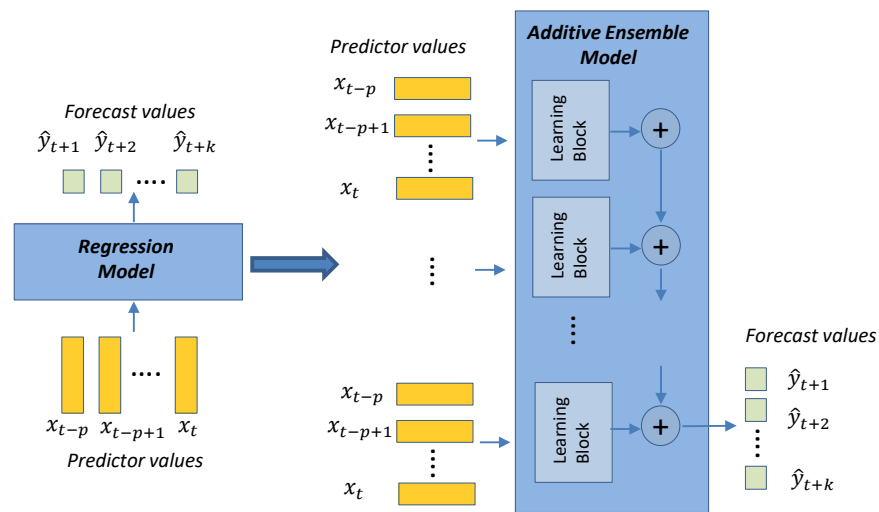 Forecast values
ŷₜ₊₁ ŷₜ₊₂ ŷₜ₊ₖ
....
Regression
Model
....
xₜ₋ₚ xₜ₋ₚ₊₁ xₜ
Predictor values
Predictor values
xₜ₋ₚ
xₜ₋ₚ₊₁
....
xₜ
....
xₜ₋ₚ
xₜ₋ₚ₊₁
....
xₜ
Additive Ensemble
Model
Learning
Block
+
Learning
Block
+
....
Learning
Block
+
Forecast values
ŷₜ₊₁
ŷₜ₊₂
....
ŷₜ₊ₖ